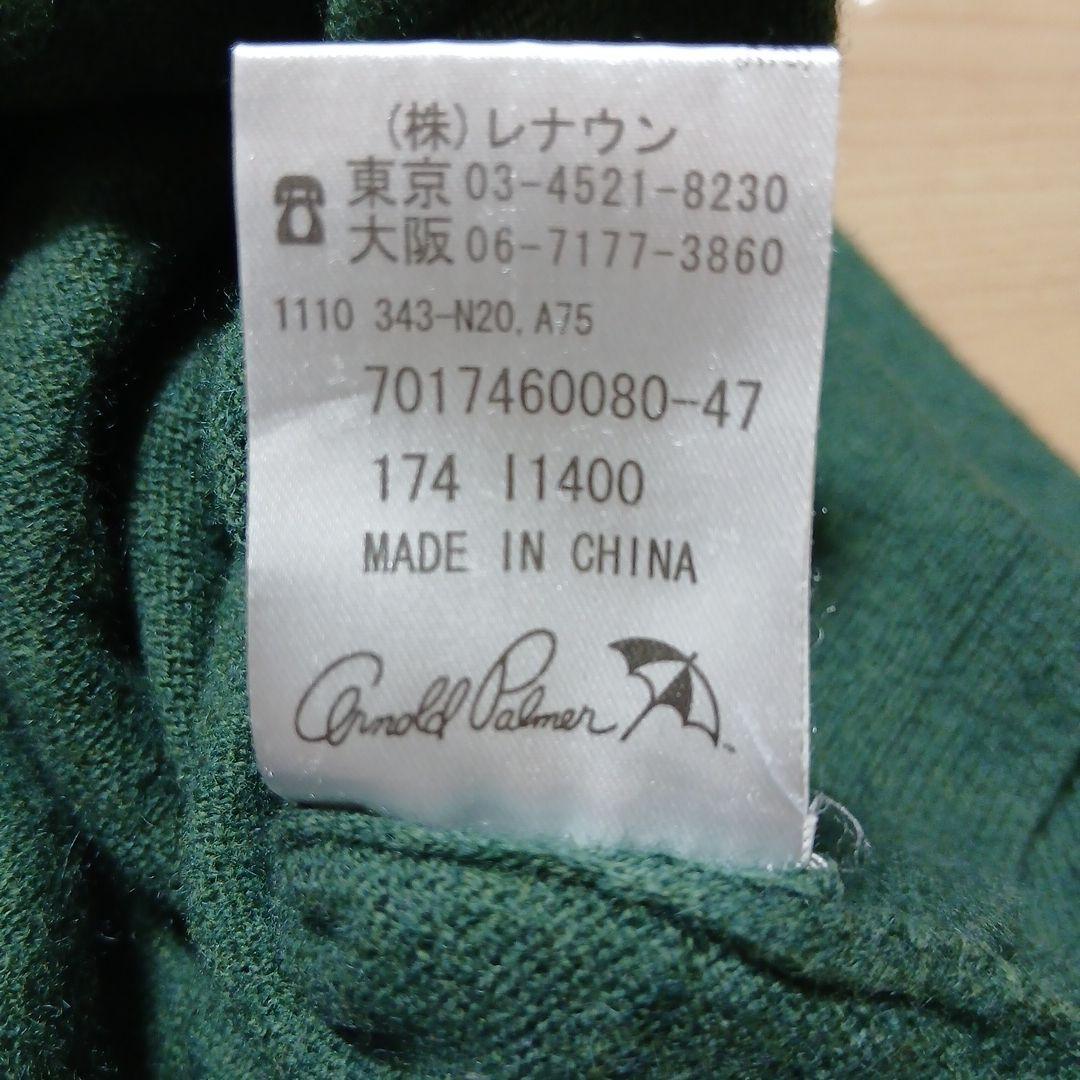 (株)レナウン
東京 03-4521-8230
大阪 06-7177-3860
1110 343-N20, A75
7017460080-47
174 I1400
MADE IN CHINA
Arnold Palmer